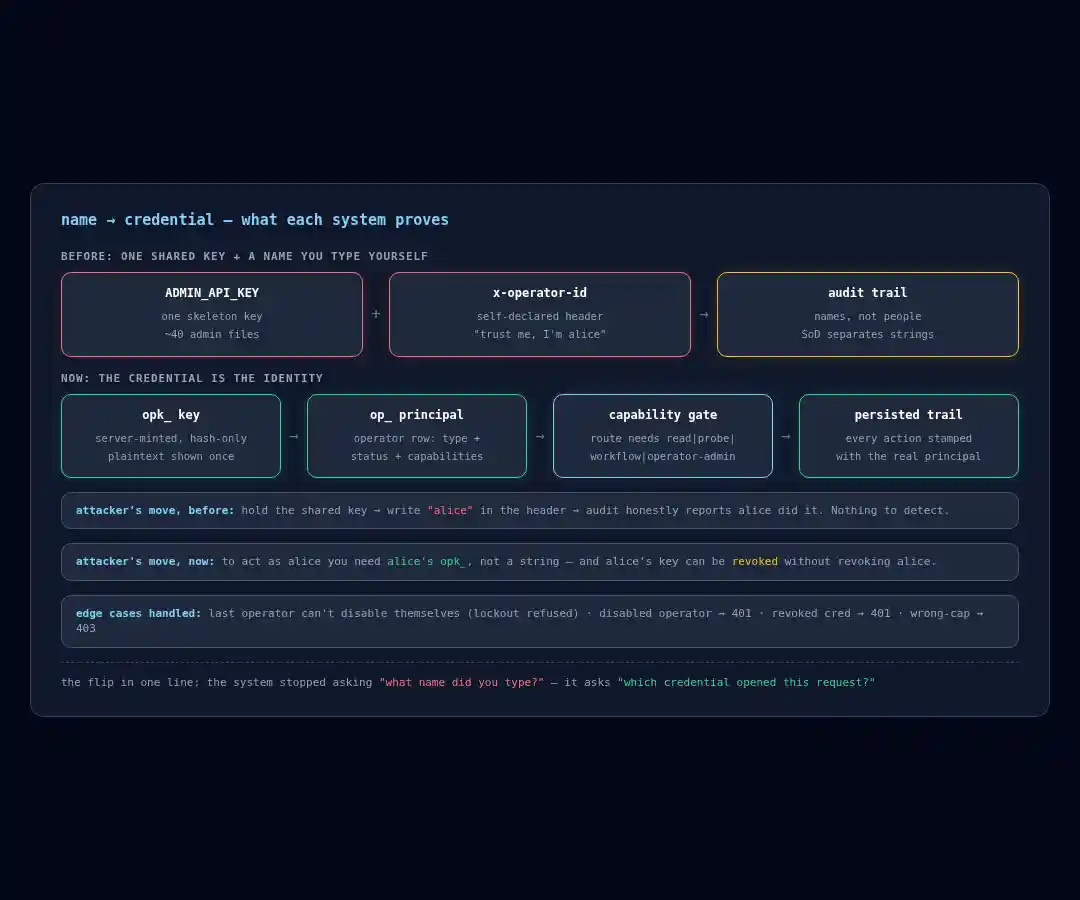 name → credential — what each system proves
BEFORE: ONE SHARED KEY + A NAME YOU TYPE YOURSELF
ADMIN_API_KEY
one skeleton key
~40 admin files
+
x-operator-id
self-declared header
"trust me, I'm alice"
→
audit trail
names, not people
SoD separates strings
NOW: THE CREDENTIAL IS THE IDENTITY
opk_ key
server-minted, hash-only
plaintext shown once
→
op_ principal
operator row: type +
status + capabilities
→
capability gate
route needs read|probe|
workflow|operator-admin
→
persisted trail
every action stamped
with the real principal
attacker's move, before: hold the shared key → write "alice" in the header → audit honestly reports alice did it. Nothing to detect.
attacker's move, now: to act as alice you need alice's opk_, not a string — and alice's key can be revoked without revoking alice.
edge cases handled: last operator can't disable themselves (lockout refused) · disabled operator → 401 · revoked cred → 401 · wrong-cap →
403
the flip in one line: the system stopped asking "what name did you type?" — it asks "which credential opened this request?"